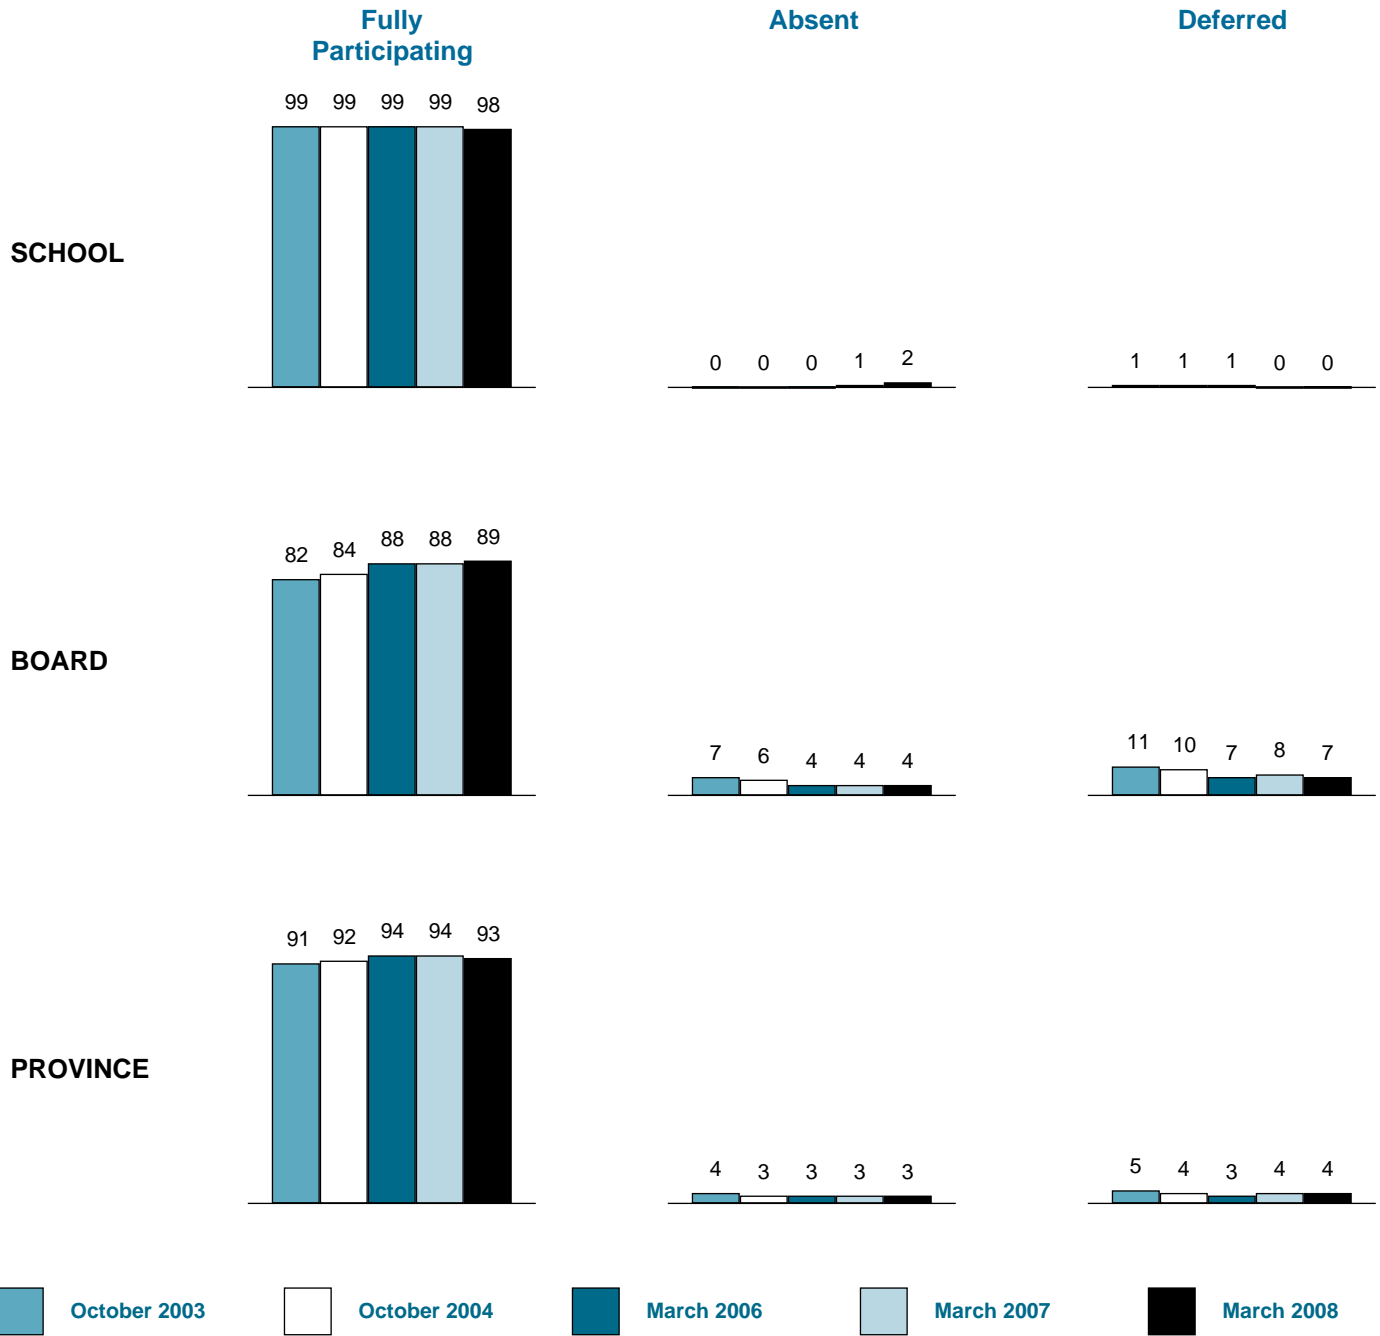 Fully
Participating
Absent
Deferred
99 99 99 99 98
SCHOOL
0 0 0 1 2
1 1 1 0 0
82 84 88 88 89
BOARD
7 6 4 4 4
11 10 7 8 7
91 92 94 94 93
PROVINCE
4 3 3 3 3
5 4 3 4 4
October 2003 October 2004 March 2006 March 2007 March 2008